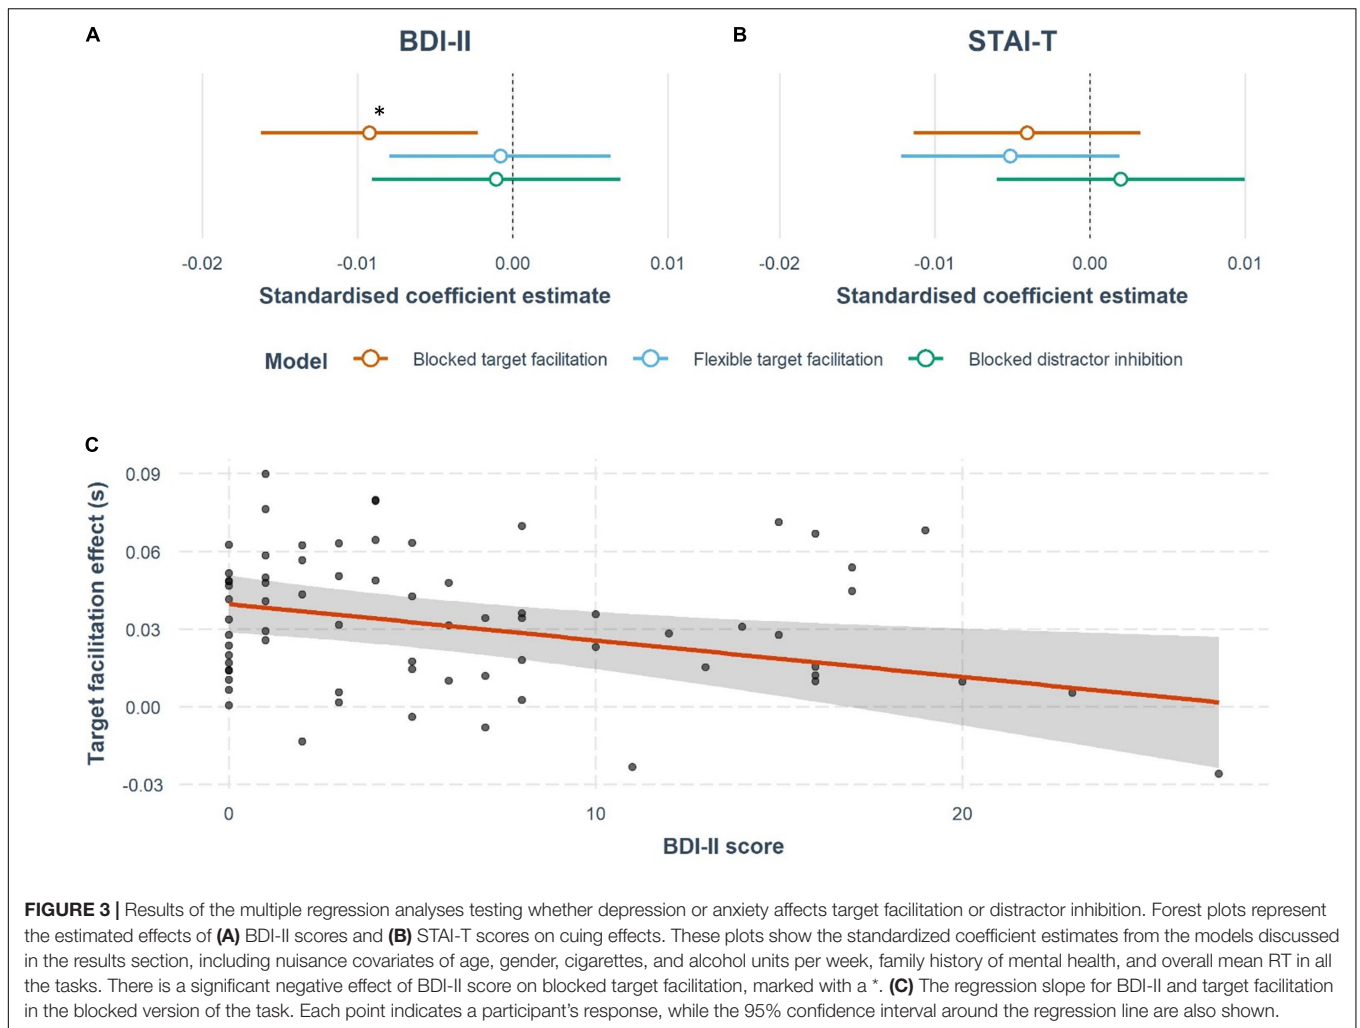 A
BDI-II
B
STAI-T
*
-0.02
-0.01
0.00
0.01
-0.02
-0.01
0.00
0.01
Standardised coefficient estimate
Standardised coefficient estimate
Model
Blocked target facilitation
Flexible target facilitation
Blocked distractor inhibition
C
Target facilitation effect (s)
0.09
0.06
0.03
0.00
-0.03
0
10
20
BDI-II score
FIGURE 3 | Results of the multiple regression analyses testing whether depression or anxiety affects target facilitation or distractor inhibition. Forest plots represent
the estimated effects of (A) BDI-II scores and (B) STAI-T scores on cuing effects. These plots show the standardized coefficient estimates from the models discussed
in the results section, including nuisance covariates of age, gender, cigarettes, and alcohol units per week, family history of mental health, and overall mean RT in all
the tasks. There is a significant negative effect of BDI-II score on blocked target facilitation, marked with a *. (C) The regression slope for BDI-II and target facilitation
in the blocked version of the task. Each point indicates a participant's response, while the 95% confidence interval around the regression line are also shown.